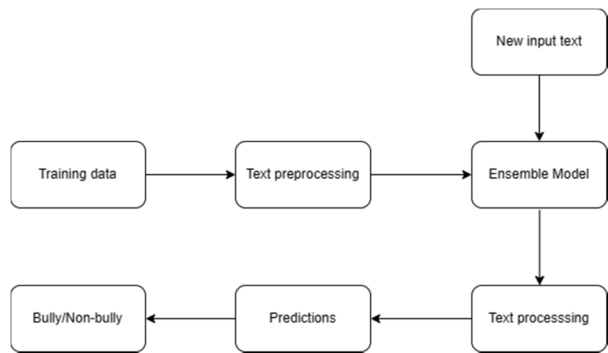 New input text
Training data
Text preprocessing
Ensemble Model
Bully/Non-bully
Predictions
Text processsing